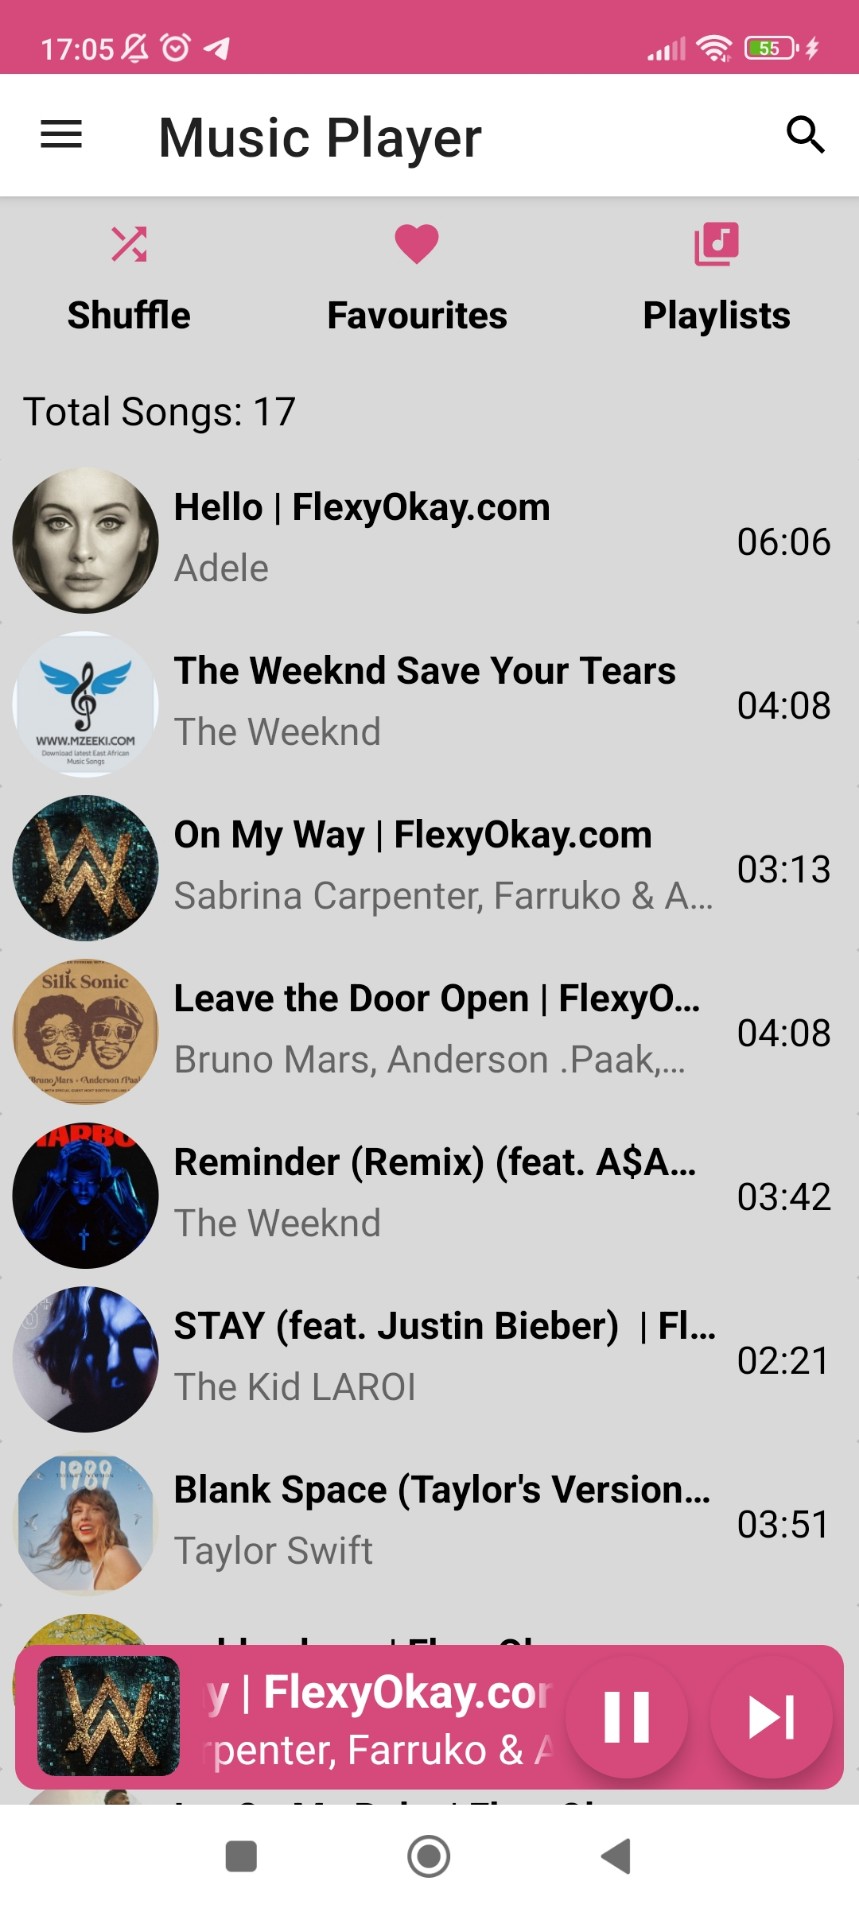 17:05
55
Music Player
Shuffle
Favourites
Playlists
Total Songs: 17
Hello | FlexyOkay.com
Adele
06:06
WWW.MZEEKI.COM
Download latest East African
Music Songs
The Weeknd Save Your Tears
The Weeknd
04:08
On My Way | FlexyOkay.com
Sabrina Carpenter, Farruko & A...
03:13
Silk Sonic
Bruno Mars + Anderson .Paak
Leave the Door Open | FlexyO...
Bruno Mars, Anderson .Paak,...
04:08
Reminder (Remix) (feat. A$A...
The Weeknd
03:42
STAY (feat. Justin Bieber)  | Fl...
The Kid LAROI
02:21
1989
Blank Space (Taylor's Version...
Taylor Swift
03:51
y | FlexyOkay.cor
rpenter, Farruko & A